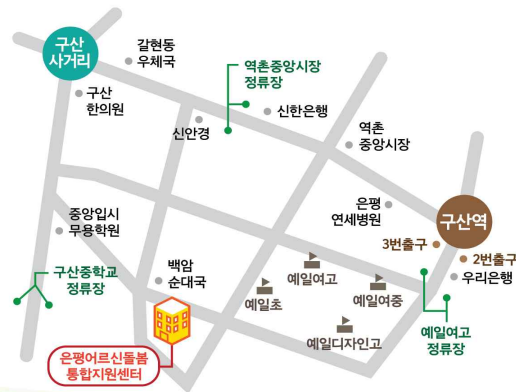 구산
사거리
갈현동
우체국
구산
한의원
역촌중앙시장
정류장
신한은행
신안경
역촌
중앙시장
은평
연세병원
구산역
3번출구
2번출구
우리은행
중앙입시
무용학원
구산중학교
정류장
백암
순대국
예일초
예일여고
예일여중
예일디자인고
예일여고
정류장
은평어르신돌봄
통합지원센터